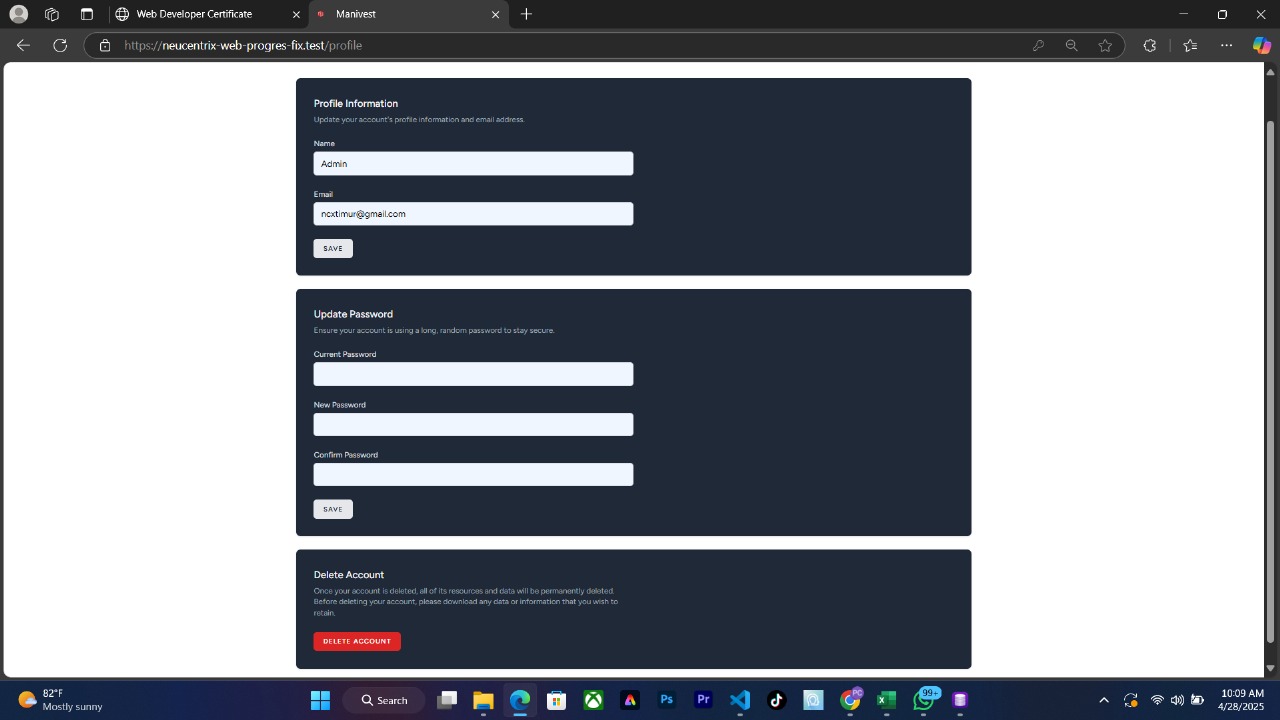 Web Developer Certificate
Manivest
https://neucentrix-web-progres-fix.test/profile
Profile Information
Update your account's profile information and email address.
Name
Admin
Email
ncxtimur@gmail.com
SAVE
Update Password
Ensure your account is using a long, random password to stay secure.
Current Password
New Password
Confirm Password
SAVE
Delete Account
Once your account is deleted, all of its resources and data will be permanently deleted.
Before deleting your account, please download any data or information that you wish to
retain.
DELETE ACCOUNT
82°F
Mostly sunny
Search
Ps
Pr
PC
99+
10:09 AM
4/28/2025